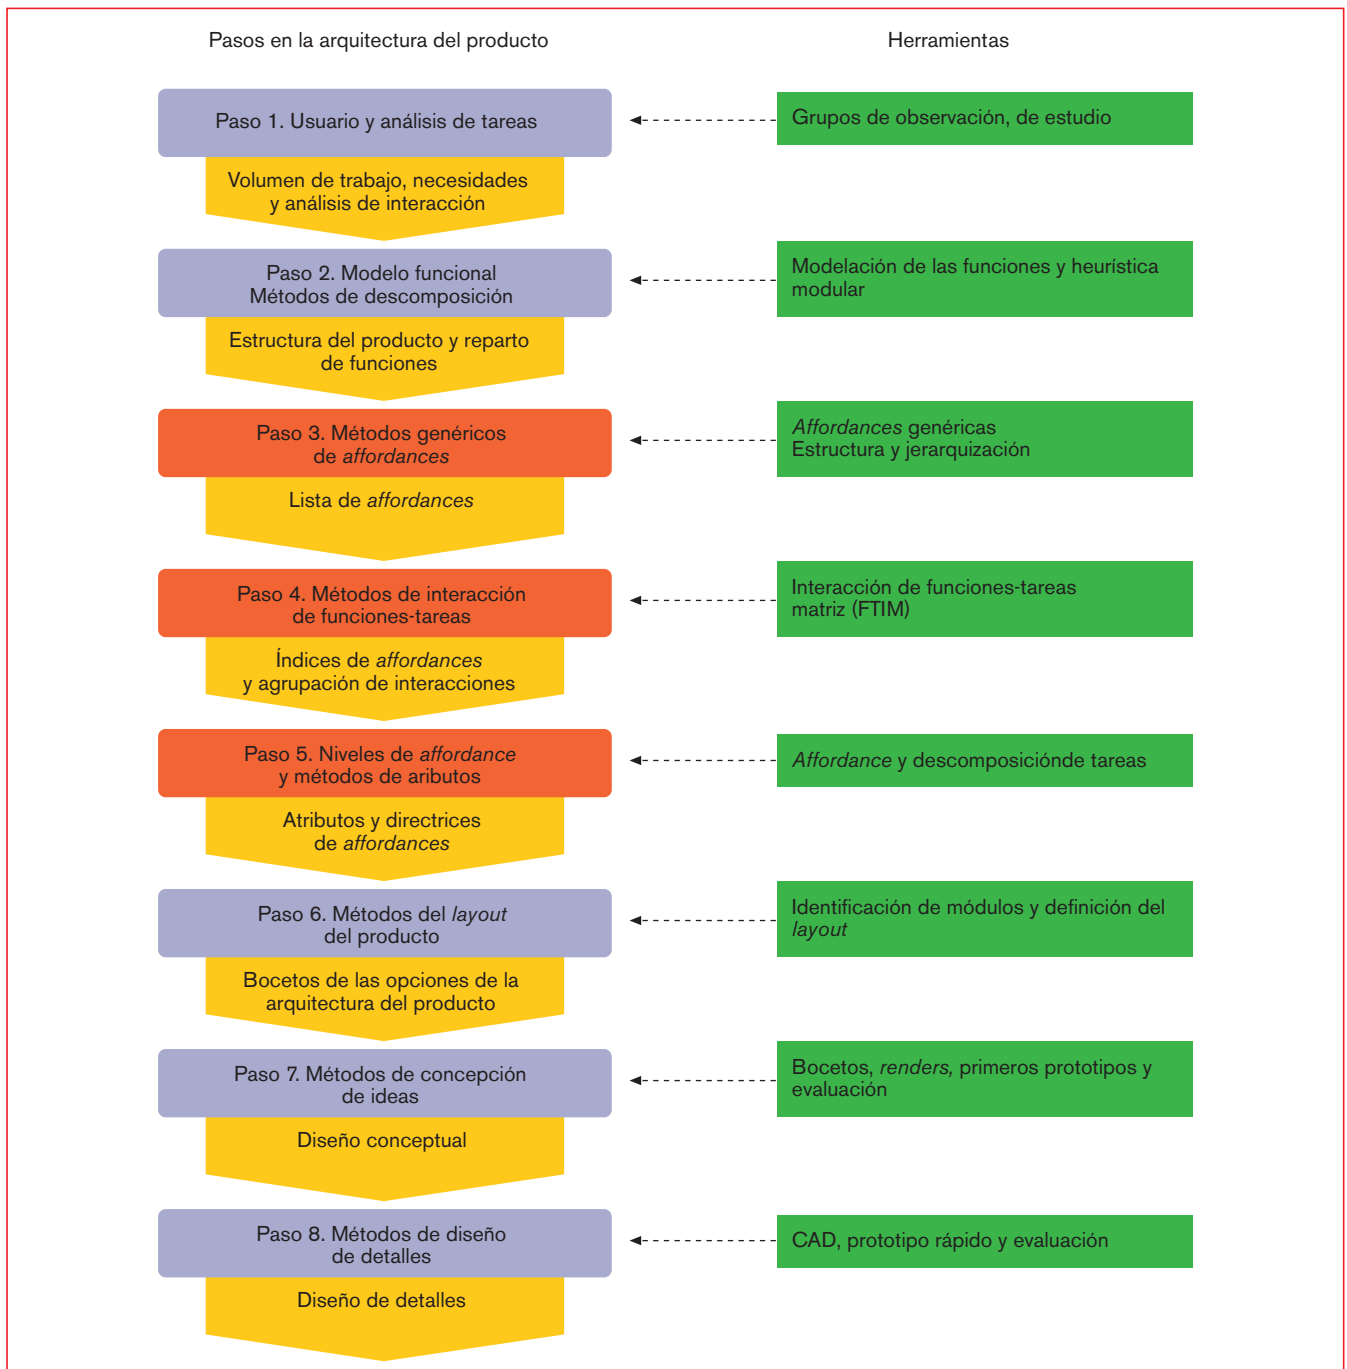 Pasos en la arquitectura del producto
Herramientas
Paso 1. Usuario y análisis de tareas
Grupos de observación, de estudio
Volumen de trabajo, necesidades
y análisis de interacción
Paso 2. Modelo funcional
Métodos de descomposición
Modelación de las funciones y heurística
modular
Estructura del producto y reparto
de funciones
Paso 3. Métodos genéricos
de affordances
Affordances genéricas
Estructura y jerarquización
Lista de affordances
Paso 4. Métodos de interacción
de funciones-tareas
Interacción de funciones-tareas
matriz (FTIM)
Índices de affordances
y agrupación de interacciones
Paso 5. Niveles de affordance
y métodos de aributos
Affordance y descomposiciónde tareas
Atributos y directrices
de affordances
Paso 6. Métodos del layout
del producto
Identificación de módulos y definición del
layout
Bocetos de las opciones de la
arquitectura del producto
Paso 7. Métodos de concepción
de ideas
Bocetos, renders, primeros prototipos y
evaluación
Diseño conceptual
Paso 8. Métodos de diseño
de detalles
CAD, prototipo rápido y evaluación
Diseño de detalles